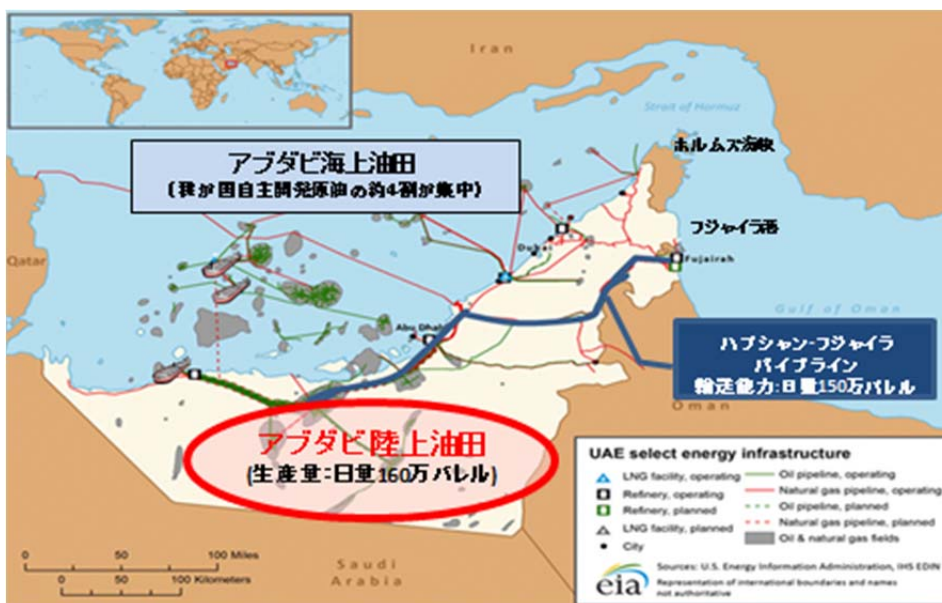 Iran
Strait of Hormuz
ホルムズ海峡
アブダビ海上油田
(我が国自主開発原油の約4割が集中)
フジャイラ港
Dubai
Fujairah
Qatar
Gulf of Oman
Abu Dhabi
ハブシャン-フジャイラ
パイプライン
輸送能力:日量150万バレル
Oman
アブダビ陸上油田
(生産量:日量160万バレル)
UAE select energy infrastructure
LNG facility, operating
Refinery, operating
Refinery, planned
LNG facility, planned
City
Oil pipeline, operating
Natural gas pipeline, operating
Oil pipeline, planned
Natural gas pipeline, planned
Oil & natural gas fields
0 50 100 Miles
0 50 100 Kilometers
Saudi
Arabia
eia
Sources: U.S. Energy Information Administration, IHS EDIN
Representation of international boundaries and names
not authoritative